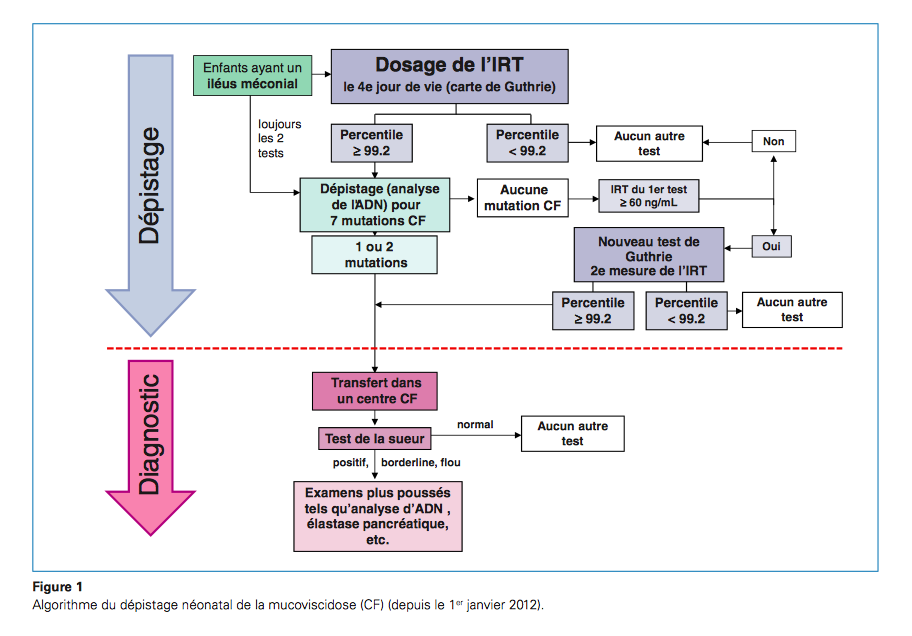 Dépistage
Enfants ayant un
iléus méconial
Dosage de l'IRT
le 4e jour de vie (carte de Guthrie)
loujours
les 2
tests
Percentile
≥ 99.2
Percentile
< 99.2
Aucun autre
test
Non
Dépistage (analyse
de l'ADN) pour
7 mutations CF
Aucune
mutation CF
IRT du 1er test
≥ 60 ng/mL
1 ou 2
mutations
Nouveau test de
Guthrie
2e mesure de l'IRT
Oui
Percentile
≥ 99.2
Percentile
< 99.2
Aucun autre
test
Diagnostic
Transfert dans
un centre CF
Test de la sueur
normal
Aucun autre
test
positif, borderline, flou
Examens plus poussés
tels qu'analyse d'ADN ,
élastase pancréatique,
etc.
Figure 1
Algorithme du dépistage néonatal de la mucoviscidose (CF) (depuis le 1er janvier 2012).